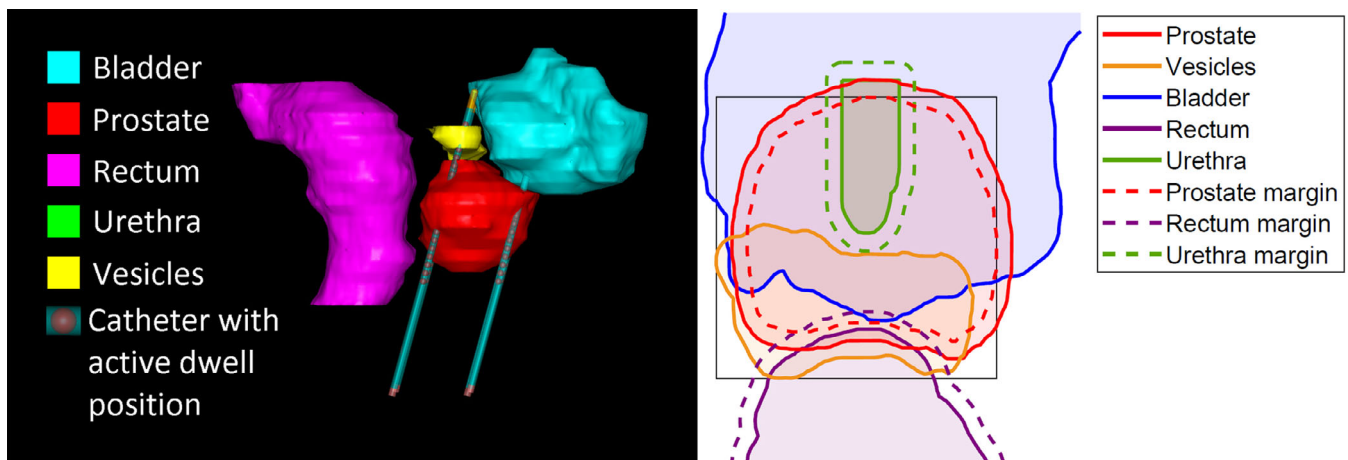 Bladder
Prostate
Rectum
Urethra
Vesicles
Catheter with
active dwell
position
Prostate
Vesicles
Bladder
Rectum
Urethra
Prostate margin
Rectum margin
Urethra margin